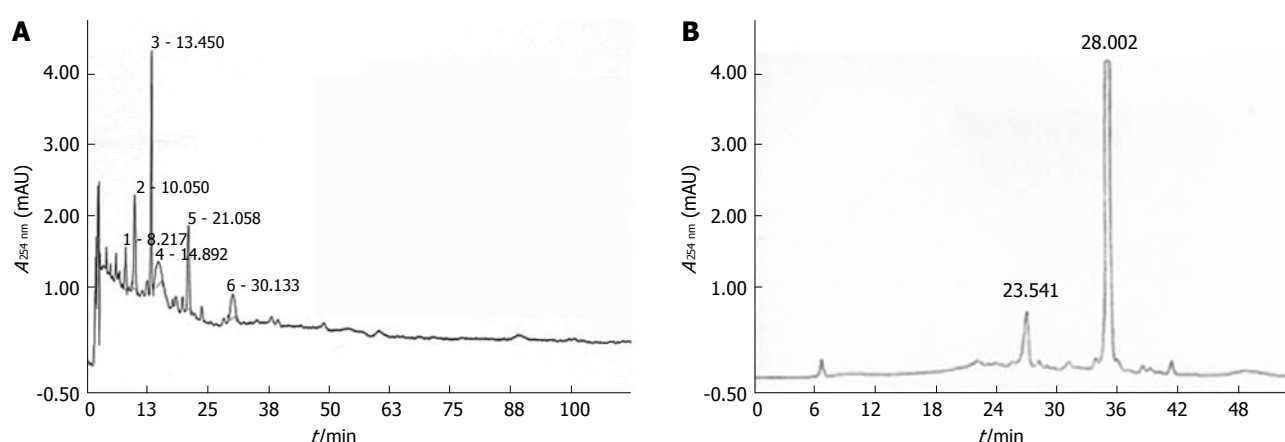 A
3 - 13.450
2 - 10.050
5 - 21.058
1 - 8.217
4 - 14.892
6 - 30.133
4.00
3.00
2.00
1.00
-0.50
A254 nm (mAU)
0 13 25 38 50 63 75 88 100
t/min
B
28.002
23.541
4.00
3.00
2.00
1.00
-0.50
A254 nm (mAU)
0 6 12 18 24 30 36 42 48
t/min